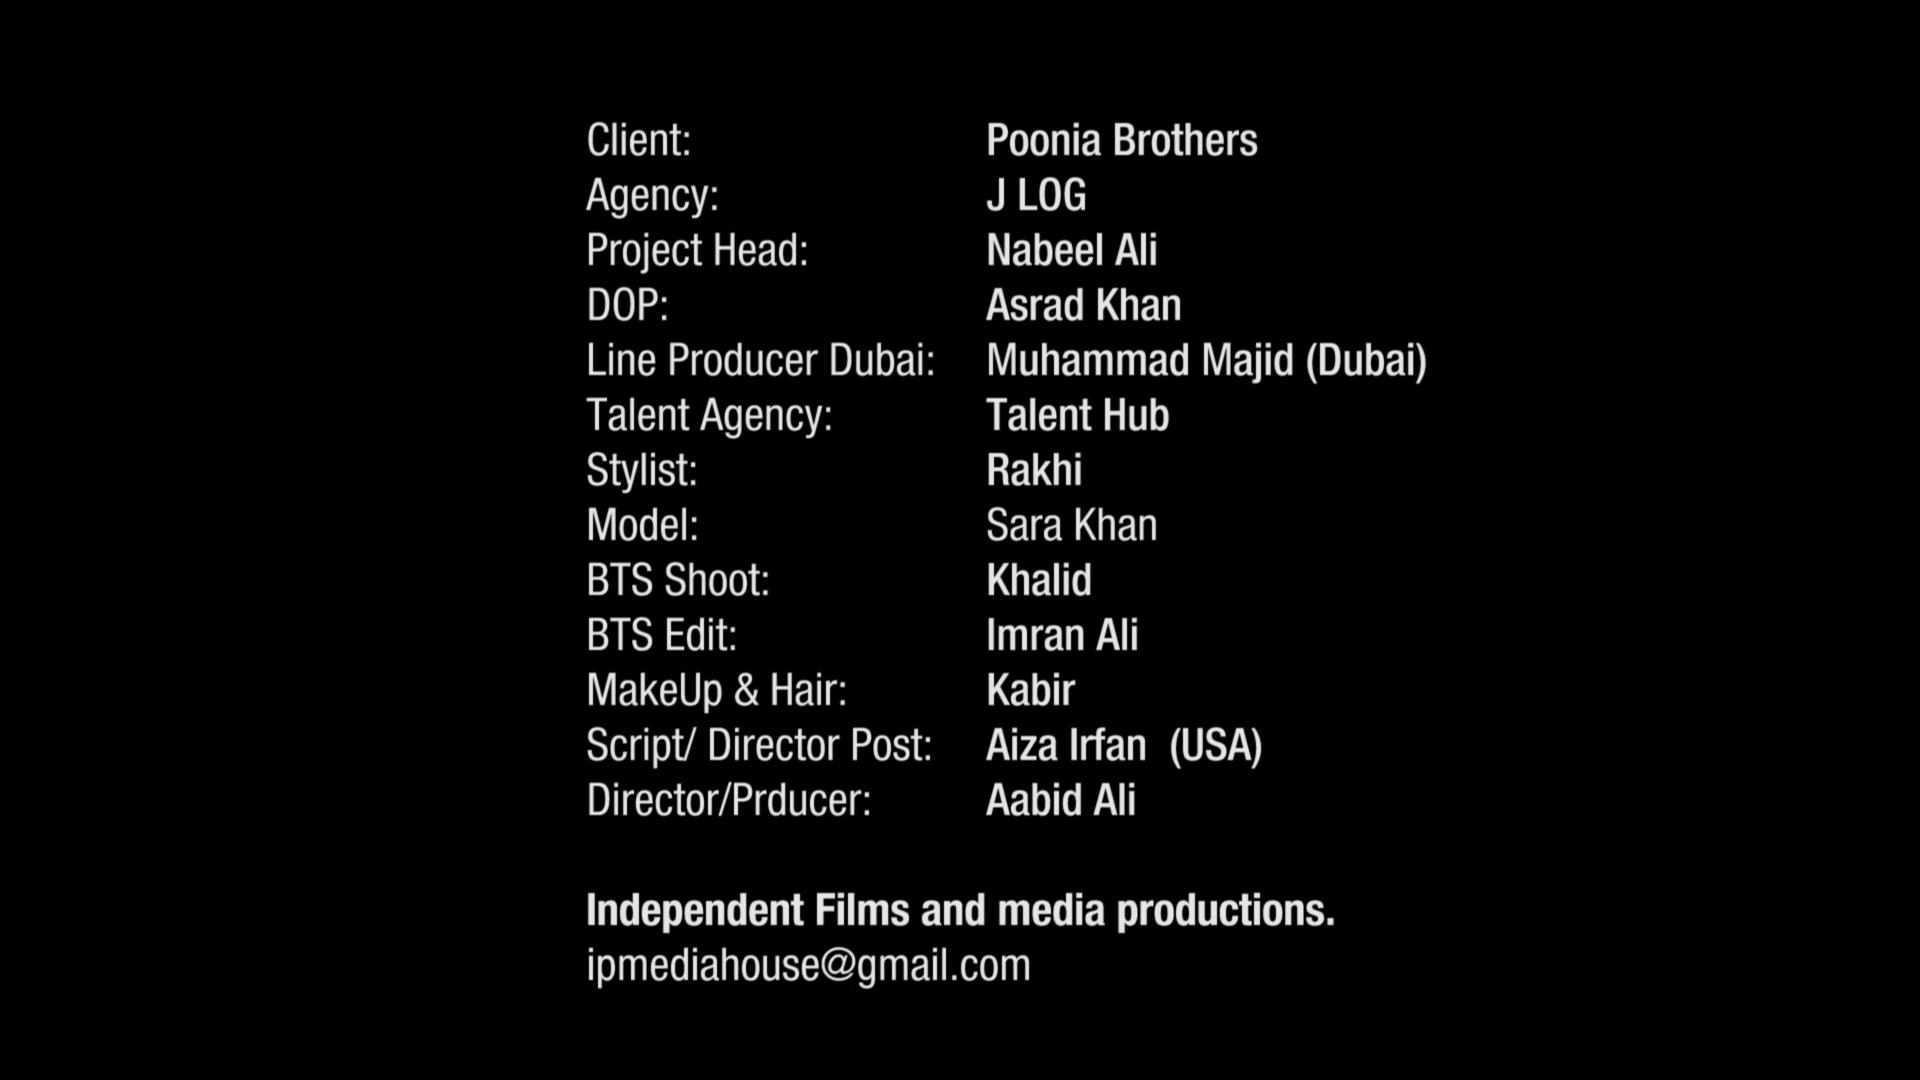 Client: Poonia Brothers
Agency: J LOG
Project Head: Nabeel Ali
DOP: Asrad Khan
Line Producer Dubai: Muhammad Majid (Dubai)
Talent Agency: Talent Hub
Stylist: Rakhi
Model: Sara Khan
BTS Shoot: Khalid
BTS Edit: Imran Ali
MakeUp & Hair: Kabir
Script/ Director Post: Aiza Irfan  (USA)
Director/Prducer: Aabid Ali
Independent Films and media productions.
ipmediahouse@gmail.com